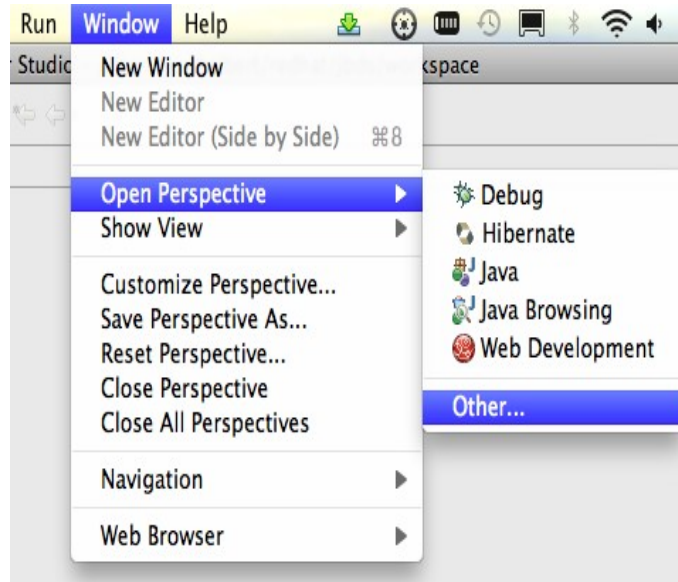 Run Window Help
Studio
kspace
New Window
New Editor
New Editor (Side by Side) ⌘8
Open Perspective
Show View
Customize Perspective...
Save Perspective As...
Reset Perspective...
Close Perspective
Close All Perspectives
Navigation
Web Browser
Debug
Hibernate
Java
Java Browsing
Web Development
Other...